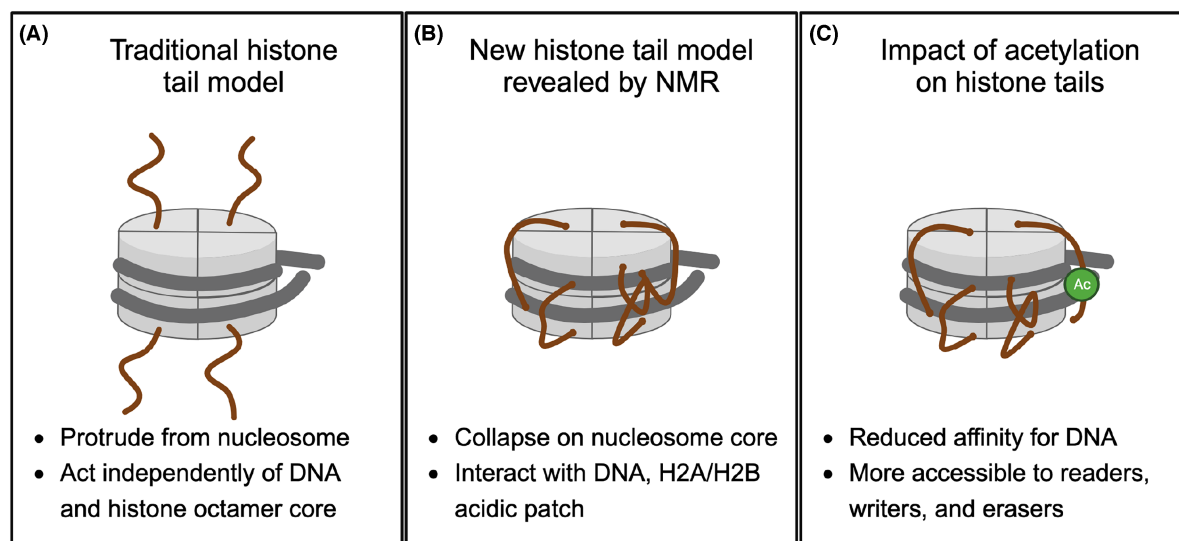 (A)
Traditional histone
tail model
• Protrude from nucleosome
• Act independently of DNA
and histone octamer core
(B)
New histone tail model
revealed by NMR
• Collapse on nucleosome core
• Interact with DNA, H2A/H2B
acidic patch
(C)
Impact of acetylation
on histone tails
Ac
• Reduced affinity for DNA
• More accessible to readers,
writers, and erasers